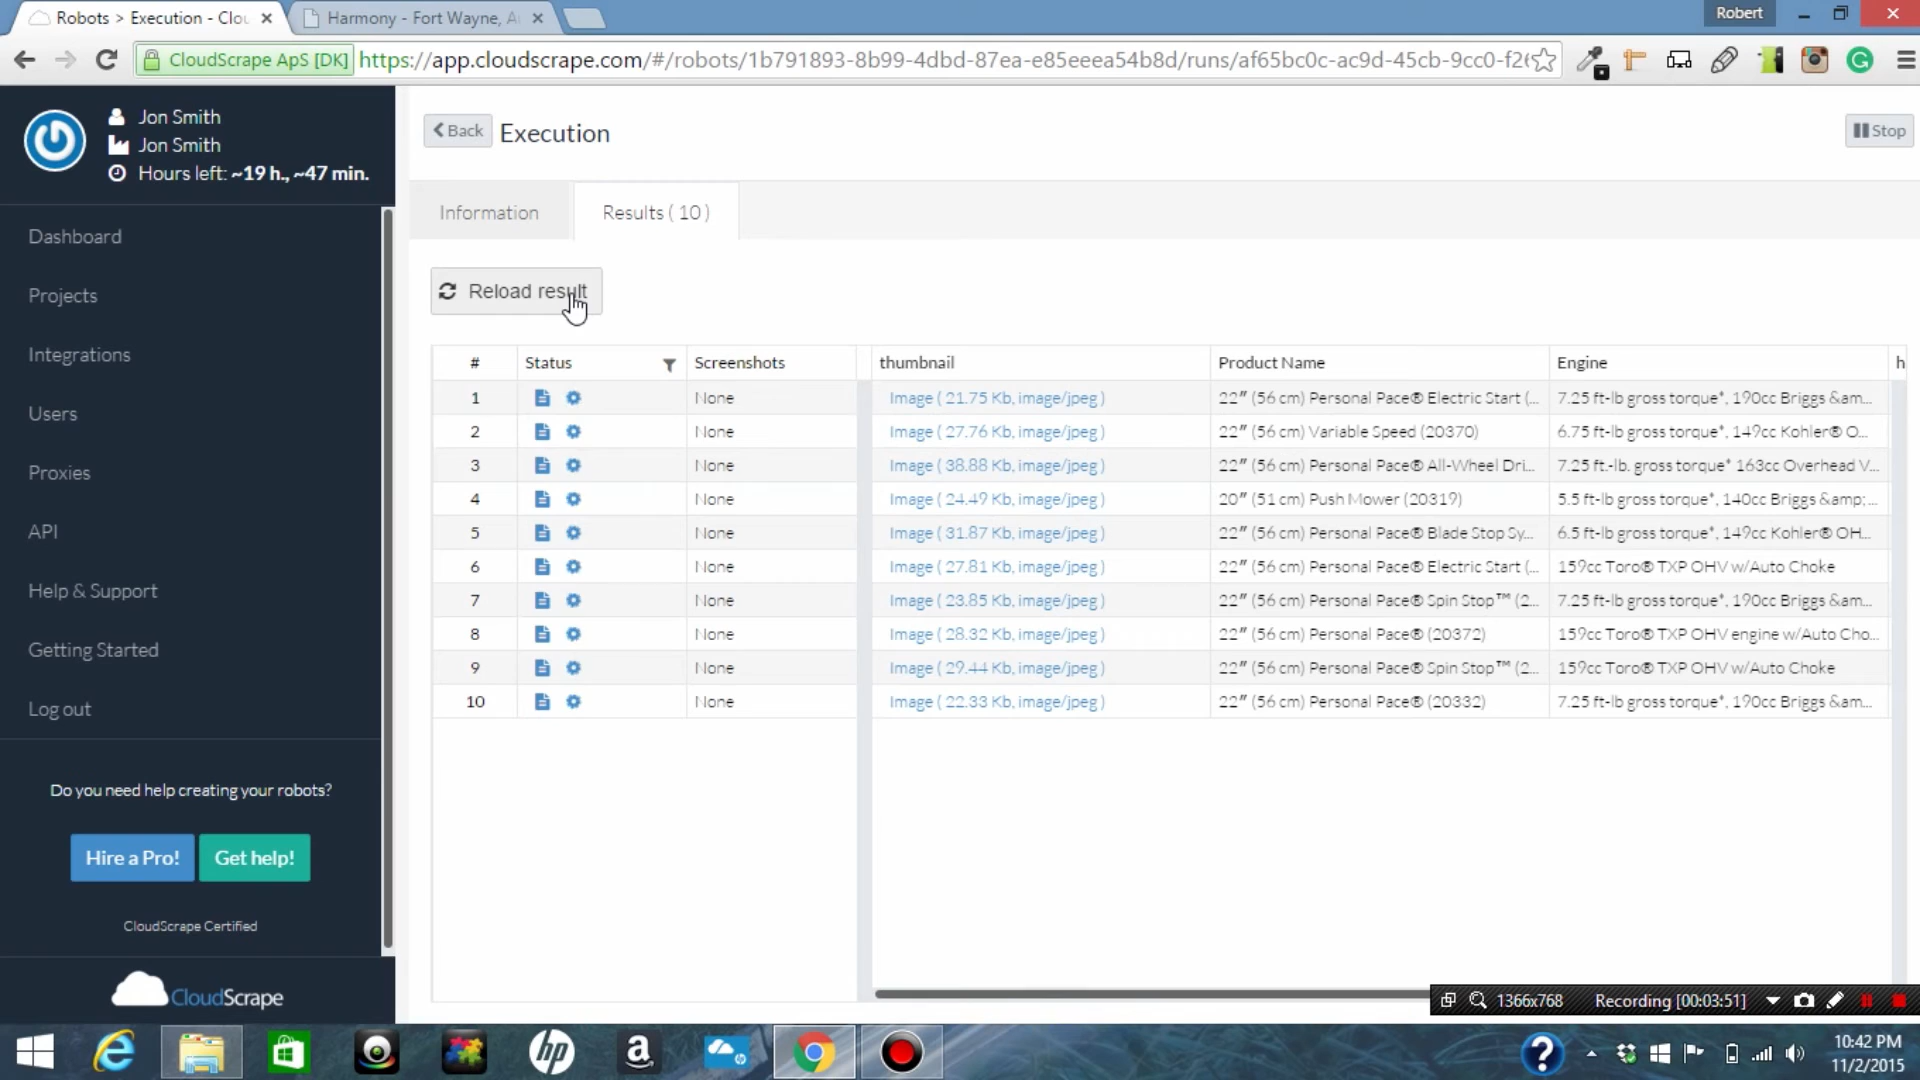 Robots > Execution - Clou
Harmony - Fort Wayne, A
Robert
CloudScrape ApS [DK]
https://app.cloudscrape.com/#/robots/1b791893-8b99-4dbd-87ea-e85eeea54b8d/runs/af65bc0c-ac9d-45cb-9cc0-f26
Jon Smith
Jon Smith
Hours left: ~19 h., ~47 min.
Dashboard
Projects
Integrations
Users
Proxies
API
Help & Support
Getting Started
Log out
Do you need help creating your robots?
Hire a Pro!
Get help!
CloudScrape Certified
CloudScrape
Back
Execution
Stop
Information
Results ( 10 )
Reload result
# Status Screenshots thumbnail Product Name Engine h
1 None Image ( 21.75 Kb, image/jpeg ) 22″ (56 cm) Personal Pace® Electric Start (... 7.25 ft-lb gross torque*, 190cc Briggs &am...
2 None Image ( 27.76 Kb, image/jpeg ) 22″ (56 cm) Variable Speed (20370) 6.75 ft-lb gross torque*, 149cc Kohler® O...
3 None Image ( 38.88 Kb, image/jpeg ) 22″ (56 cm) Personal Pace® All-Wheel Dri... 7.25 ft.-lb. gross torque* 163cc Overhead V...
4 None Image ( 24.49 Kb, image/jpeg ) 20″ (51 cm) Push Mower (20319) 5.5 ft-lb gross torque*, 140cc Briggs &amp; ...
5 None Image ( 31.87 Kb, image/jpeg ) 22″ (56 cm) Personal Pace® Blade Stop Sy... 6.5 ft-lb gross torque*, 149cc Kohler® OH...
6 None Image ( 27.81 Kb, image/jpeg ) 22″ (56 cm) Personal Pace® Electric Start (... 159cc Toro® TXP OHV w/Auto Choke
7 None Image ( 23.85 Kb, image/jpeg ) 22″ (56 cm) Personal Pace® Spin Stop™ (2... 7.25 ft-lb gross torque*, 190cc Briggs &am...
8 None Image ( 28.32 Kb, image/jpeg ) 22″ (56 cm) Personal Pace® (20372) 159cc Toro® TXP OHV engine w/Auto Cho...
9 None Image ( 29.44 Kb, image/jpeg ) 22″ (56 cm) Personal Pace® Spin Stop™ (2... 159cc Toro® TXP OHV w/Auto Choke
10 None Image ( 22.33 Kb, image/jpeg ) 22″ (56 cm) Personal Pace® (20332) 7.25 ft-lb gross torque*, 190cc Briggs &am...
1366x768
Recording [00:03:51]
hp
a
10:42 PM
11/2/2015